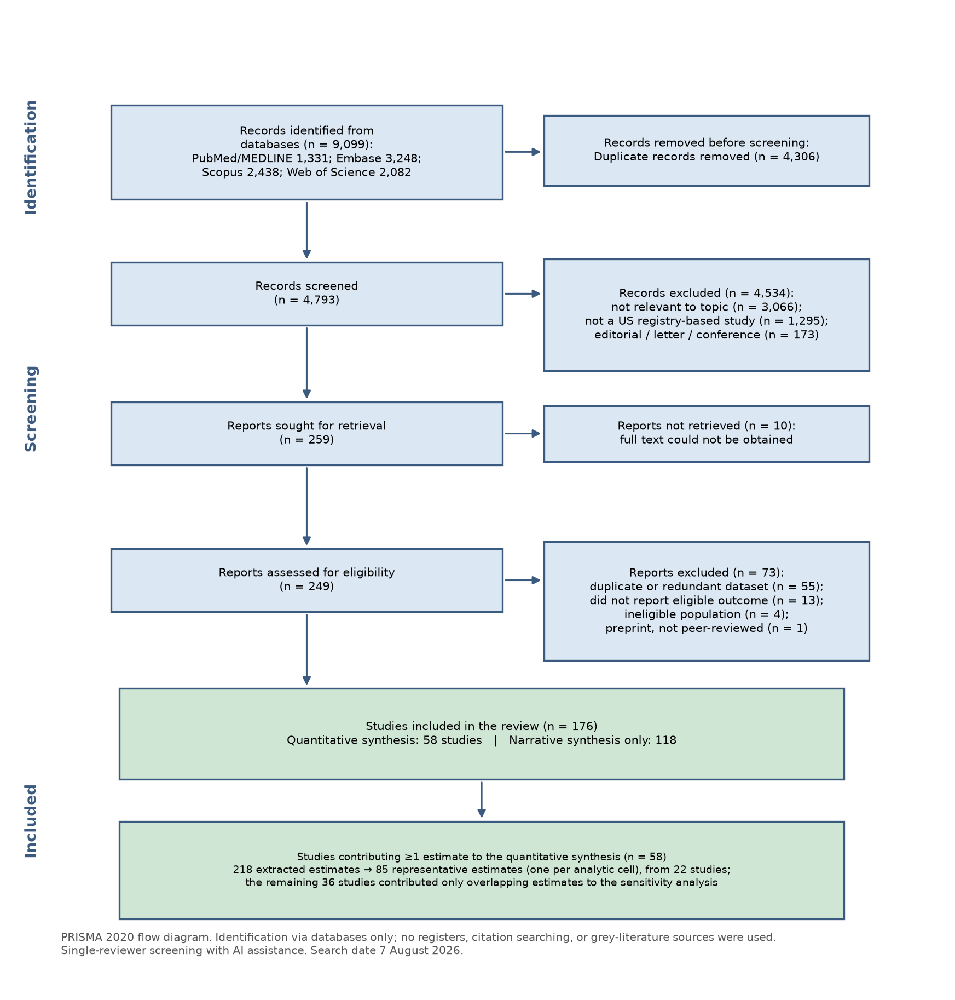 Identification
Records identified from
databases (n = 9,099):
PubMed/MEDLINE 1,331; Embase 3,248;
Scopus 2,438; Web of Science 2,082
Records removed before screening:
Duplicate records removed (n = 4,306)
Screening
Records screened
(n = 4,793)
Records excluded (n = 4,534):
not relevant to topic (n = 3,066);
not a US registry-based study (n = 1,295);
editorial / letter / conference (n = 173)
Reports sought for retrieval
(n = 259)
Reports not retrieved (n = 10):
full text could not be obtained
Reports assessed for eligibility
(n = 249)
Reports excluded (n = 73):
duplicate or redundant dataset (n = 55);
did not report eligible outcome (n = 13);
ineligible population (n = 4);
preprint, not peer-reviewed (n = 1)
Included
Studies included in the review (n = 176)
Quantitative synthesis: 58 studies | Narrative synthesis only: 118
Studies contributing ≥1 estimate to the quantitative synthesis (n = 58)
218 extracted estimates → 85 representative estimates (one per analytic cell), from 22 studies;
the remaining 36 studies contributed only overlapping estimates to the sensitivity analysis
PRISMA 2020 flow diagram. Identification via databases only; no registers, citation searching, or grey-literature sources were used.
Single-reviewer screening with AI assistance. Search date 7 August 2026.